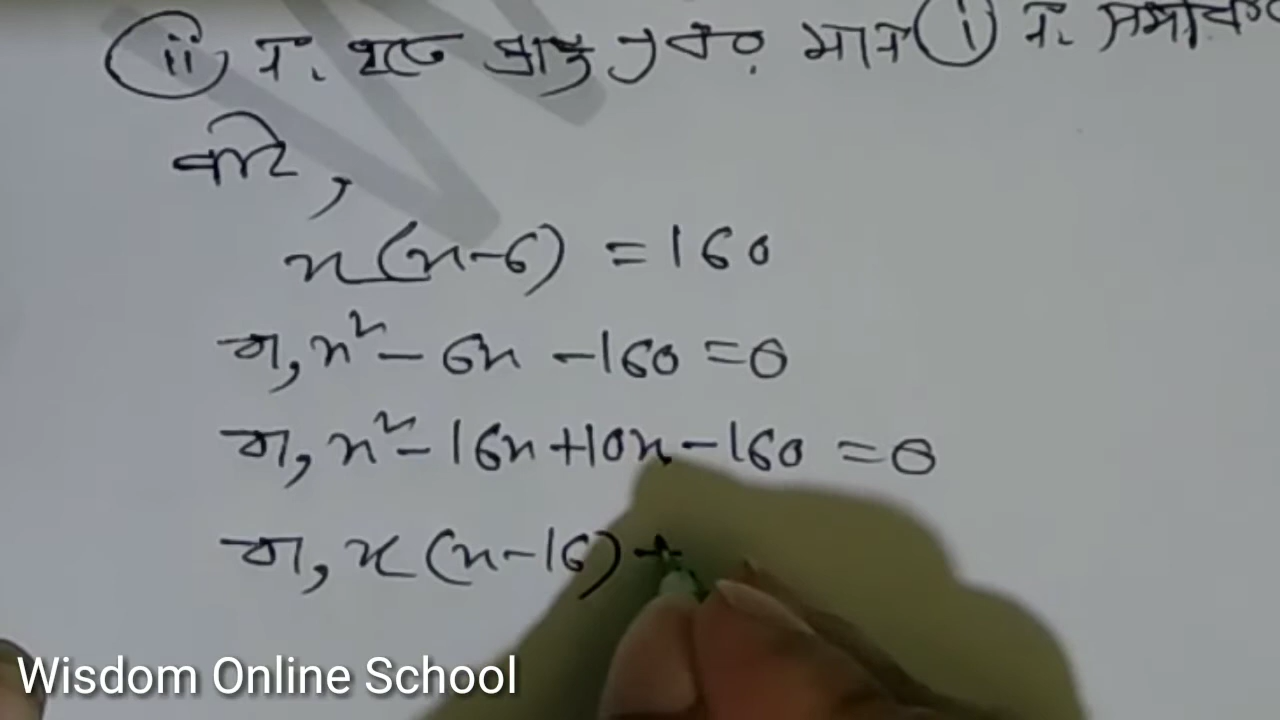 (ii) নং হতে প্রাপ্ত y এর মান (i) নং সমীকরণে
করে,
x(x-6) = 160
বা, x² - 6x - 160 = 0
বা, x² - 16x + 10x - 160 = 0
বা, x(x-16) +
Wisdom Online School